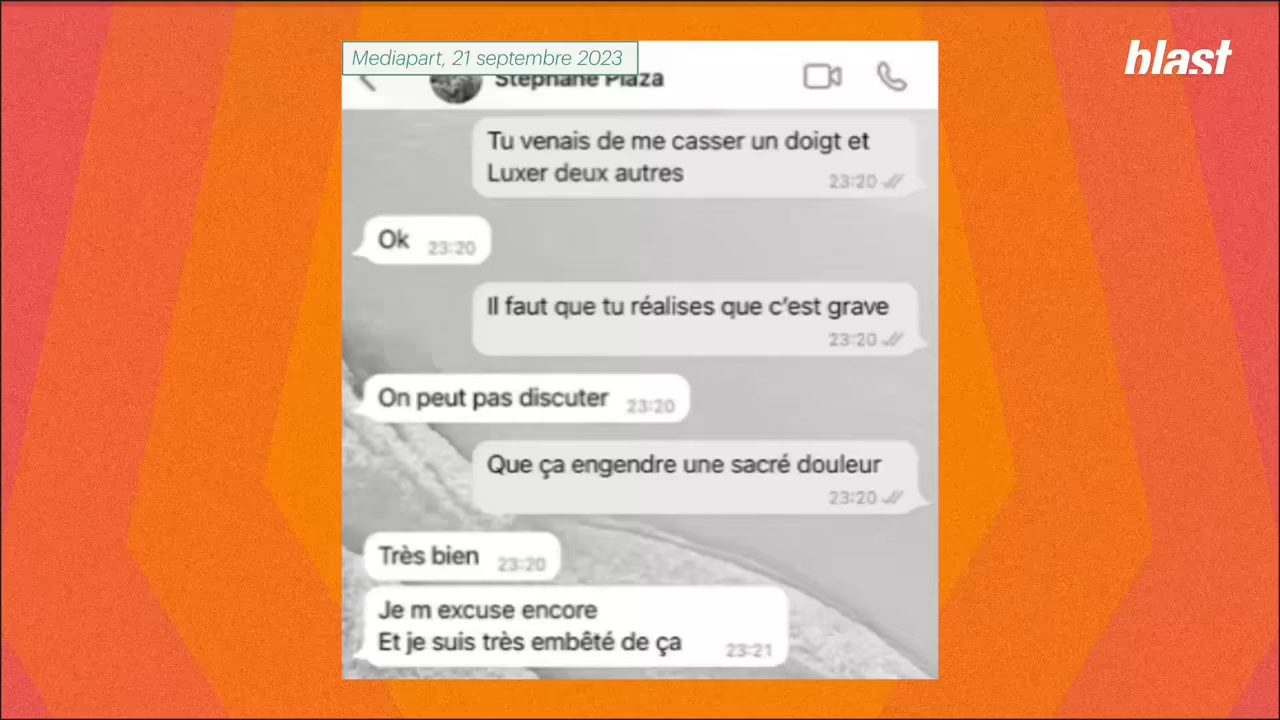 Mediapart, 21 septembre 2023
blast
Stéphane Plaza
Tu venais de me casser un doigt et
Luxer deux autres
23:20
Ok 23:20
Il faut que tu réalises que c'est grave
23:20
On peut pas discuter 23:20
Que ça engendre une sacré douleur
23:20
Très bien 23:20
Je m excuse encore
Et je suis très embêté de ça 23:21